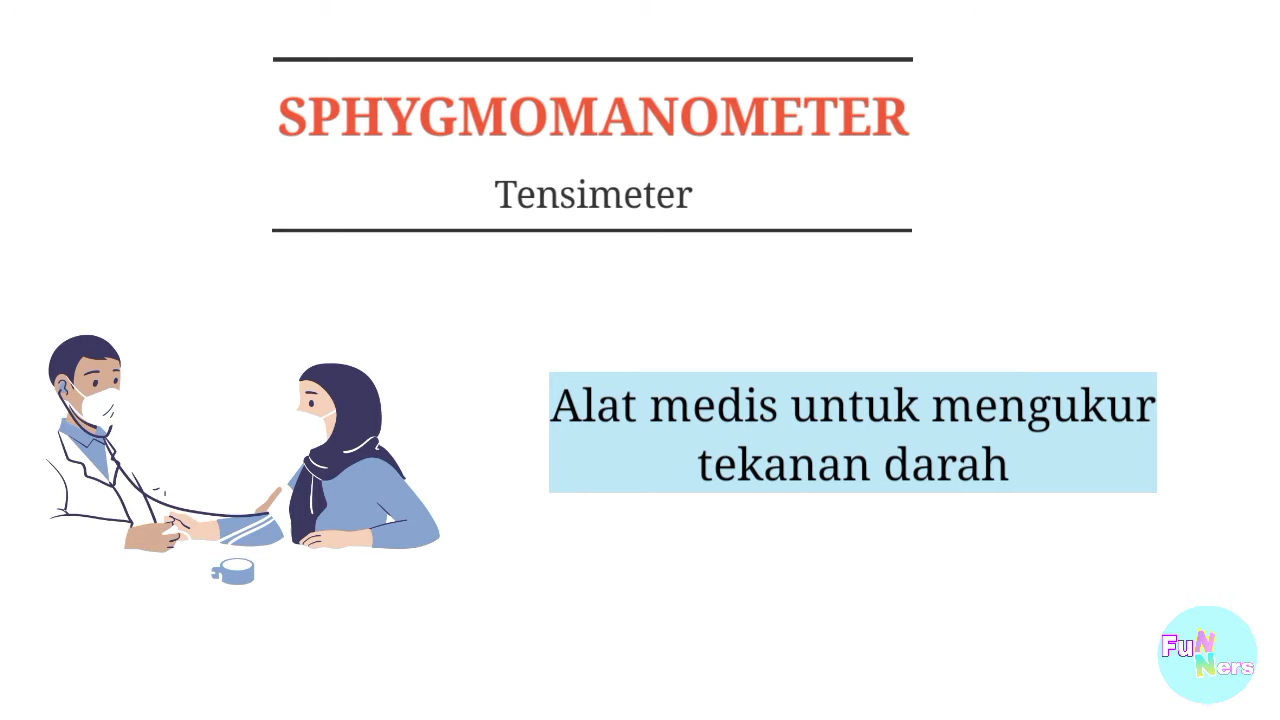 SPHYGMOMANOMETER
Tensimeter
Alat medis untuk mengukur
tekanan darah
FuN
Ners